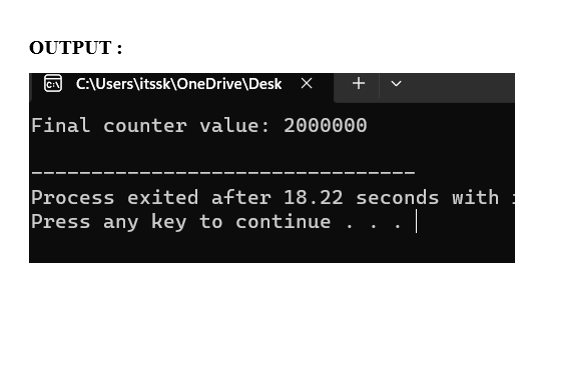 OUTPUT :
C:\Users\itssk\OneDrive\Desk
Final counter value: 2000000
--------------------------------
Process exited after 18.22 seconds with
Press any key to continue . . .